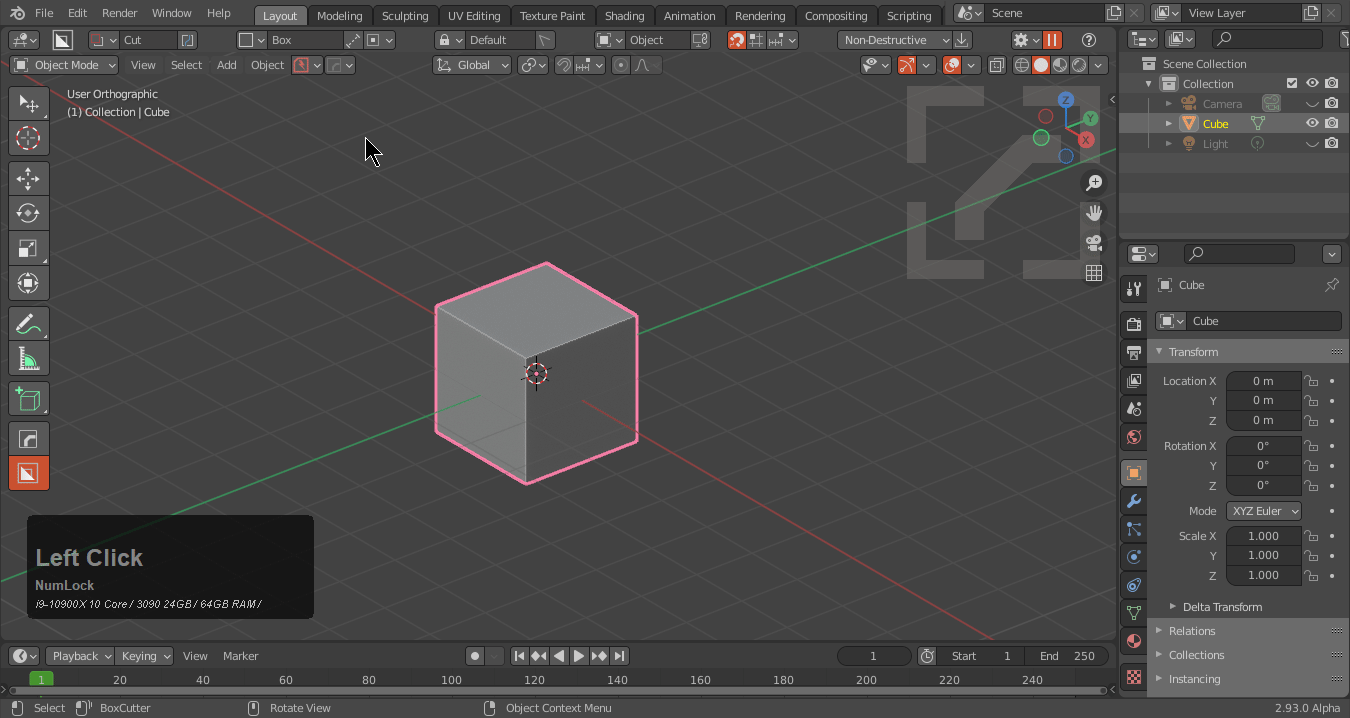 File Edit Render Window Help Layout Modeling Sculpting UV Editing Texture Paint Shading Animation Rendering Compositing Scripting Scene View Layer
Cut Box Default Object Non-Destructive
Object Mode View Select Add Object Global
User Orthographic
(1) Collection | Cube
Z
Y
X
Left Click
NumLock
i9-10900X 10 Core / 3090 24GB / 64GB RAM /
Scene Collection
Collection
Camera
Cube
Light
Cube
Cube
Transform
Location X 0 m
Y 0 m
Z 0 m
Rotation X 0°
Y 0°
Z 0°
Mode XYZ Euler
Scale X 1.000
Y 1.000
Z 1.000
Delta Transform
Relations
Collections
Instancing
Playback Keying View Marker 1 Start 1 End 250
1 20 40 60 80 100 120 140 160 180 200 220 240
Select BoxCutter Rotate View Object Context Menu 2.93.0 Alpha